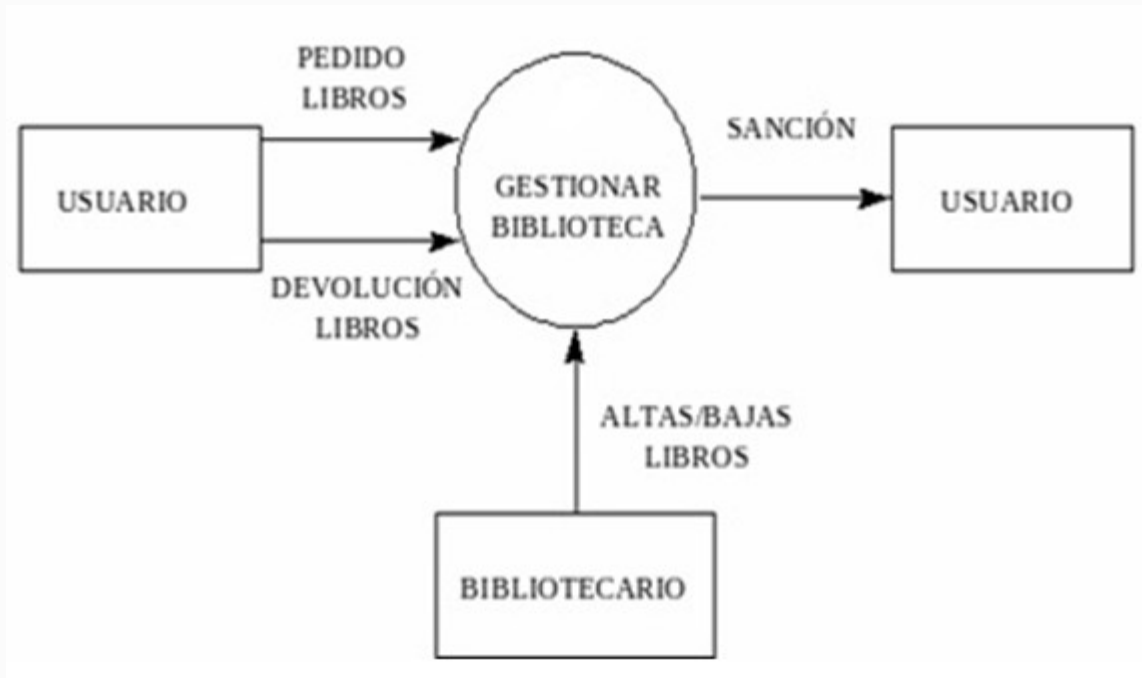 PEDIDO
LIBROS
USUARIO
DEVOLUCIÓN
LIBROS
GESTIONAR
BIBLIOTECA
SANCIÓN
USUARIO
ALTAS/BAJAS
LIBROS
BIBLIOTECARIO